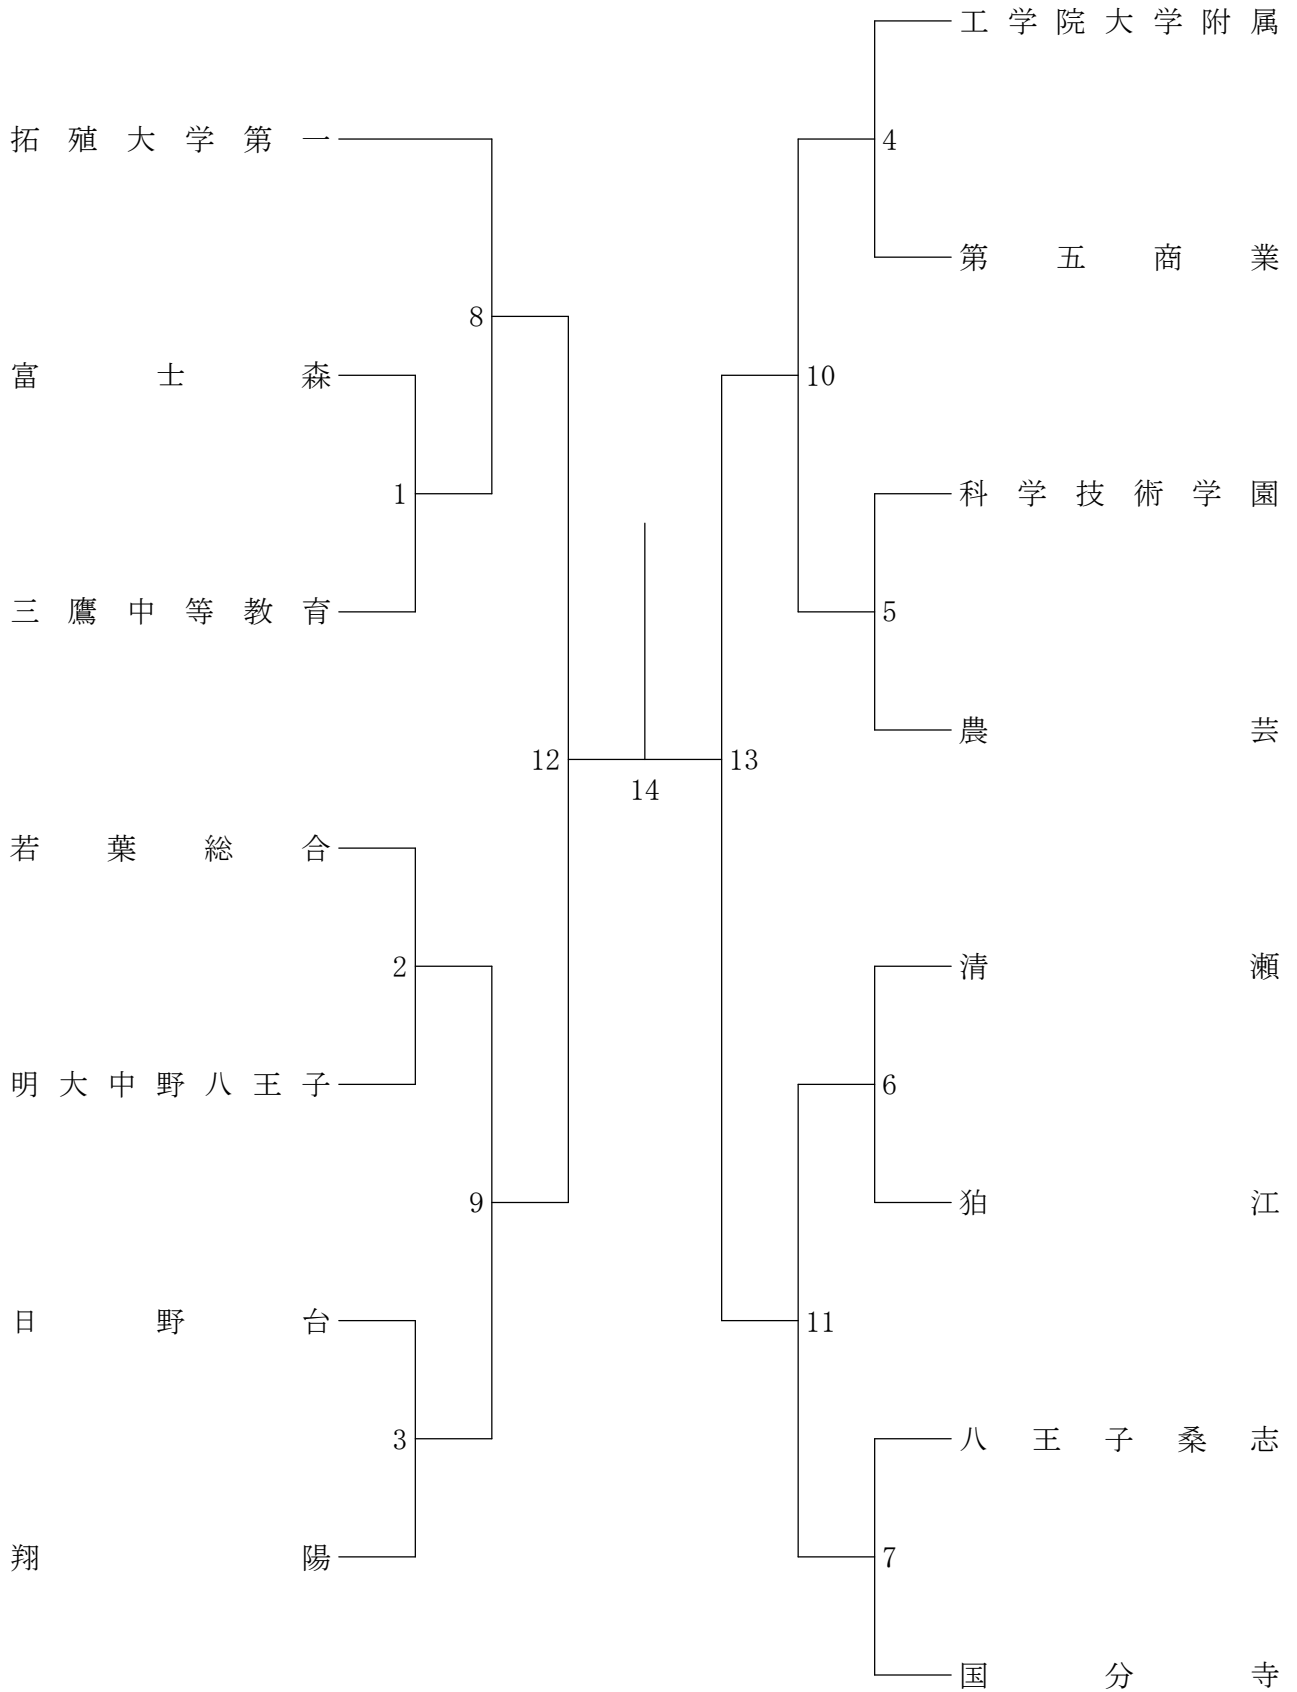 工学院大学附属
拓殖大学第一
4
第五商業
8
富士森
10
1
科学技術学園
三鷹中等教育
5
農芸
12
13
14
若葉総合
2
清瀬
明大中野八王子
6
9
狛江
日野台
11
3
八王子桑志
翔陽
7
国分寺